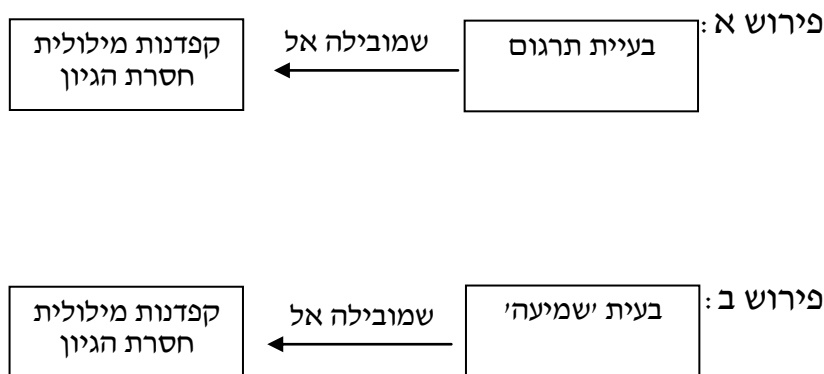 פירוש א:
בעיית תרגום
שמובילה אל
קפדנות מילולית
חסרת הגיון
פירוש ב:
בעית 'שמיעה'
שמובילה אל
קפדנות מילולית
חסרת הגיון